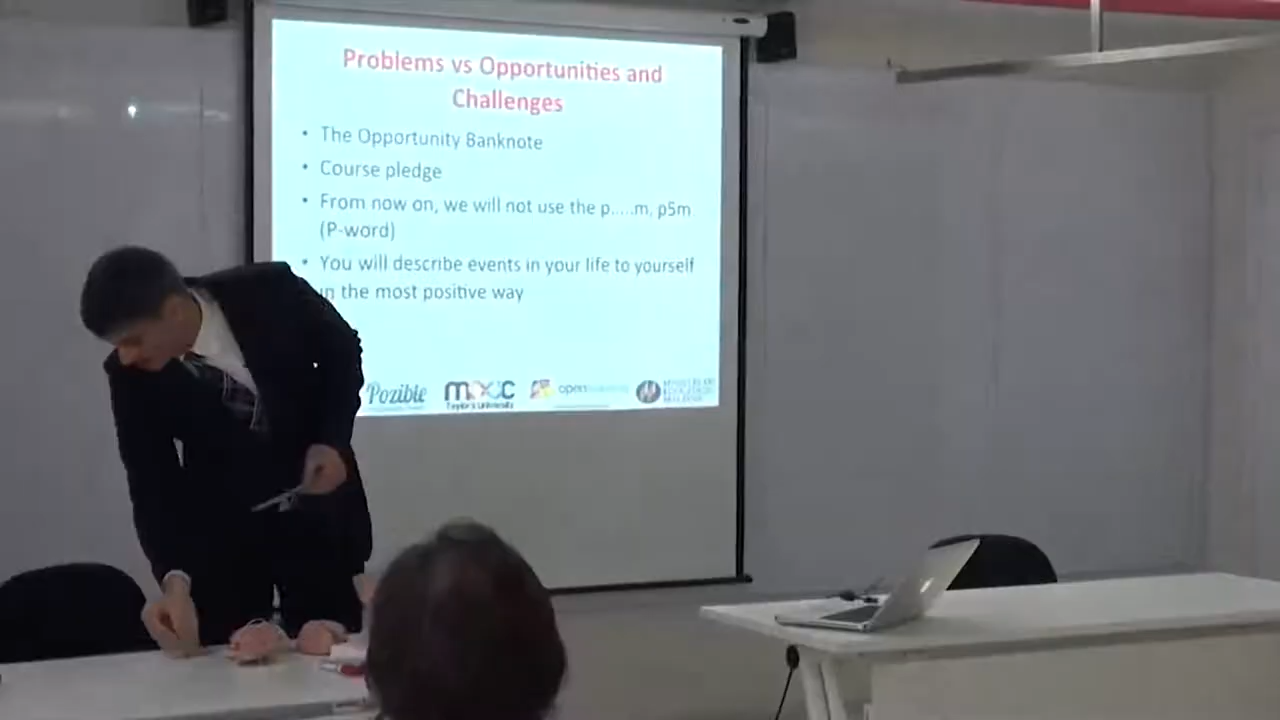 Problems vs Opportunities and
Challenges
• The Opportunity Banknote
• Course pledge
• From now on, we will not use the p.....m, p5m
(P-word)
• You will describe events in your life to yourself
in the most positive way
Pozible
MOOC
Taylor's University
open